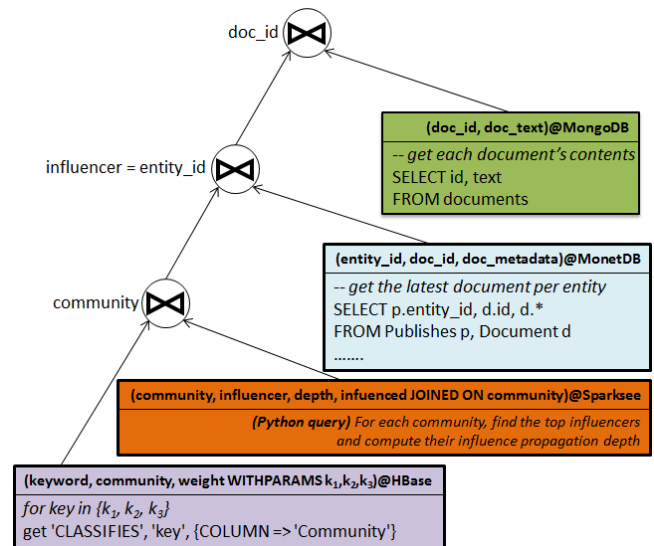 doc_id
(doc_id, doc_text)@MongoDB
-- get each document's contents
SELECT id, text
FROM documents
influencer = entity_id
(entity_id, doc_id, doc_metadata)@MonetDB
-- get the latest document per entity
SELECT p.entity_id, d.id, d.*
FROM Publishes p, Document d
.......
community
(community, influencer, depth, infuenced JOINED ON community)@Sparksee
(Python query) For each community, find the top influencers
and compute their influence propagation depth
(keyword, community, weight WITHPARAMS k₁,k₂,k₃)@HBase
for key in {k₁, k₂, k₃}
get 'CLASSIFIES', 'key', {COLUMN => 'Community'}